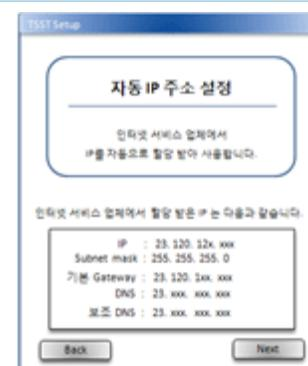 TSST Setup
자동 IP 주소 설정
인터넷 서비스 업체에서
IP를 자동으로 할당 받아 사용합니다.
인터넷 서비스 업체에서 할당 받은 IP 는 다음과 같습니다.
IP : 23. 120. 12x. xxx
Subnet mask : 255. 255. 255. 0
기본 Gateway : 23. 120. 1xx. xxx
DNS : 23. xxx. xxx. xxx
보조 DNS : 23. xxx. xxx. xxx
Back
Next